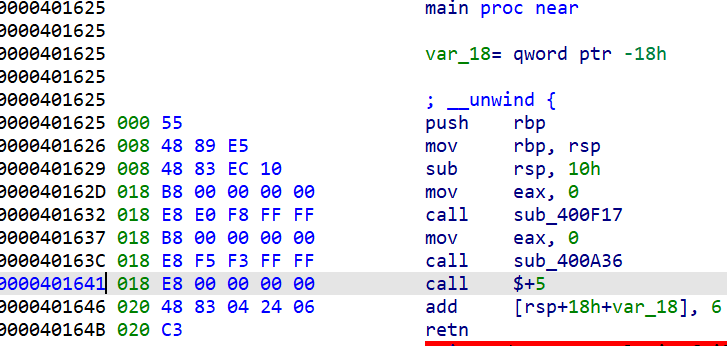 0000401625 main proc near
0000401625
0000401625 var_18= qword ptr -18h
0000401625
0000401625 ; __unwind {
0000401625 000 55 push rbp
0000401626 008 48 89 E5 mov rbp, rsp
0000401629 008 48 83 EC 10 sub rsp, 10h
000040162D 018 B8 00 00 00 00 mov eax, 0
0000401632 018 E8 E0 F8 FF FF call sub_400F17
0000401637 018 B8 00 00 00 00 mov eax, 0
000040163C 018 E8 F5 F3 FF FF call sub_400A36
0000401641 018 E8 00 00 00 00 call $+5
0000401646 020 48 83 04 24 06 add [rsp+18h+var_18], 6
000040164B 020 C3 retn